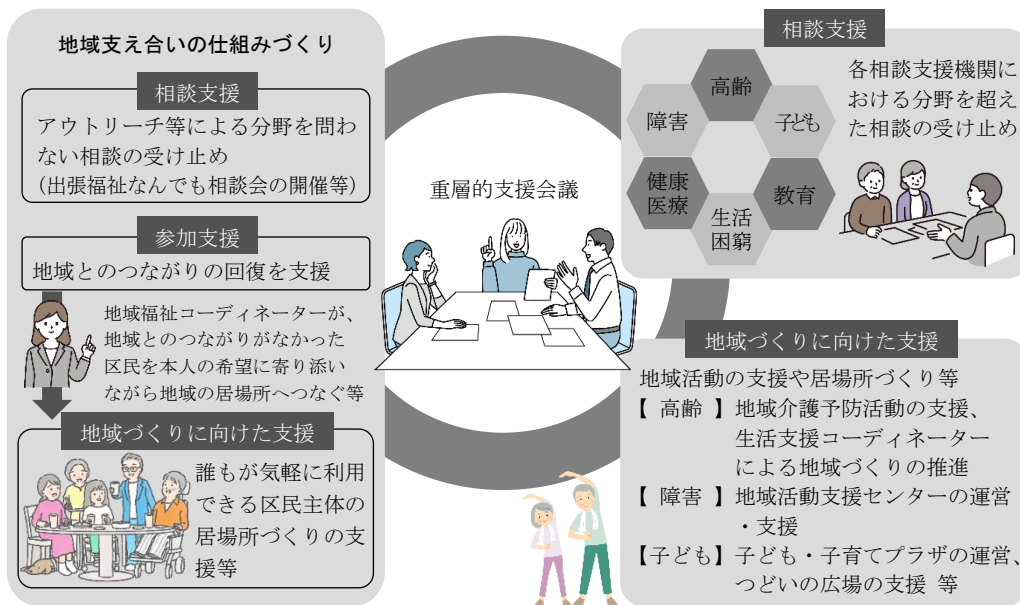 地域支え合いの仕組みづくり
相談支援
アウトリーチ等による分野を問わ
ない相談の受け止め
(出張福祉なんでも相談会の開催等)
参加支援
地域とのつながりの回復を支援
地域福祉コーディネーターが、
地域とのつながりがなかった
区民を本人の希望に寄り添い
ながら地域の居場所へつなぐ等
地域づくりに向けた支援
誰もが気軽に利用
できる区民主体の
居場所づくりの支
援等
重層的支援会議
相談支援
高齢
障害
子ども
健康
医療
教育
生活
困窮
各相談支援機関に
おける分野を超え
た相談の受け止め
地域づくりに向けた支援
地域活動の支援や居場所づくり等
【 高齢 】地域介護予防活動の支援、
生活支援コーディネーター
による地域づくりの推進
【 障害 】地域活動支援センターの運営
・支援
【子ども】子ども・子育てプラザの運営、
つどいの広場の支援 等